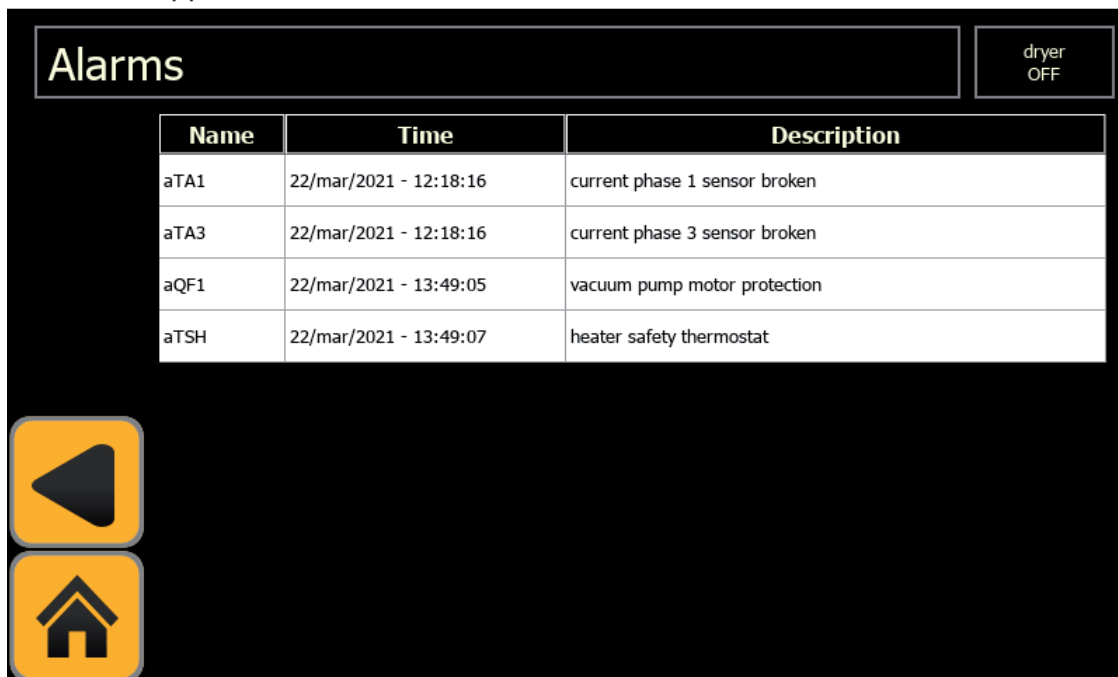 Alarms
dryer
OFF
Name Time Description
aTA1 22/mar/2021 - 12:18:16 current phase 1 sensor broken
aTA3 22/mar/2021 - 12:18:16 current phase 3 sensor broken
aQF1 22/mar/2021 - 13:49:05 vacuum pump motor protection
aTSH 22/mar/2021 - 13:49:07 heater safety thermostat